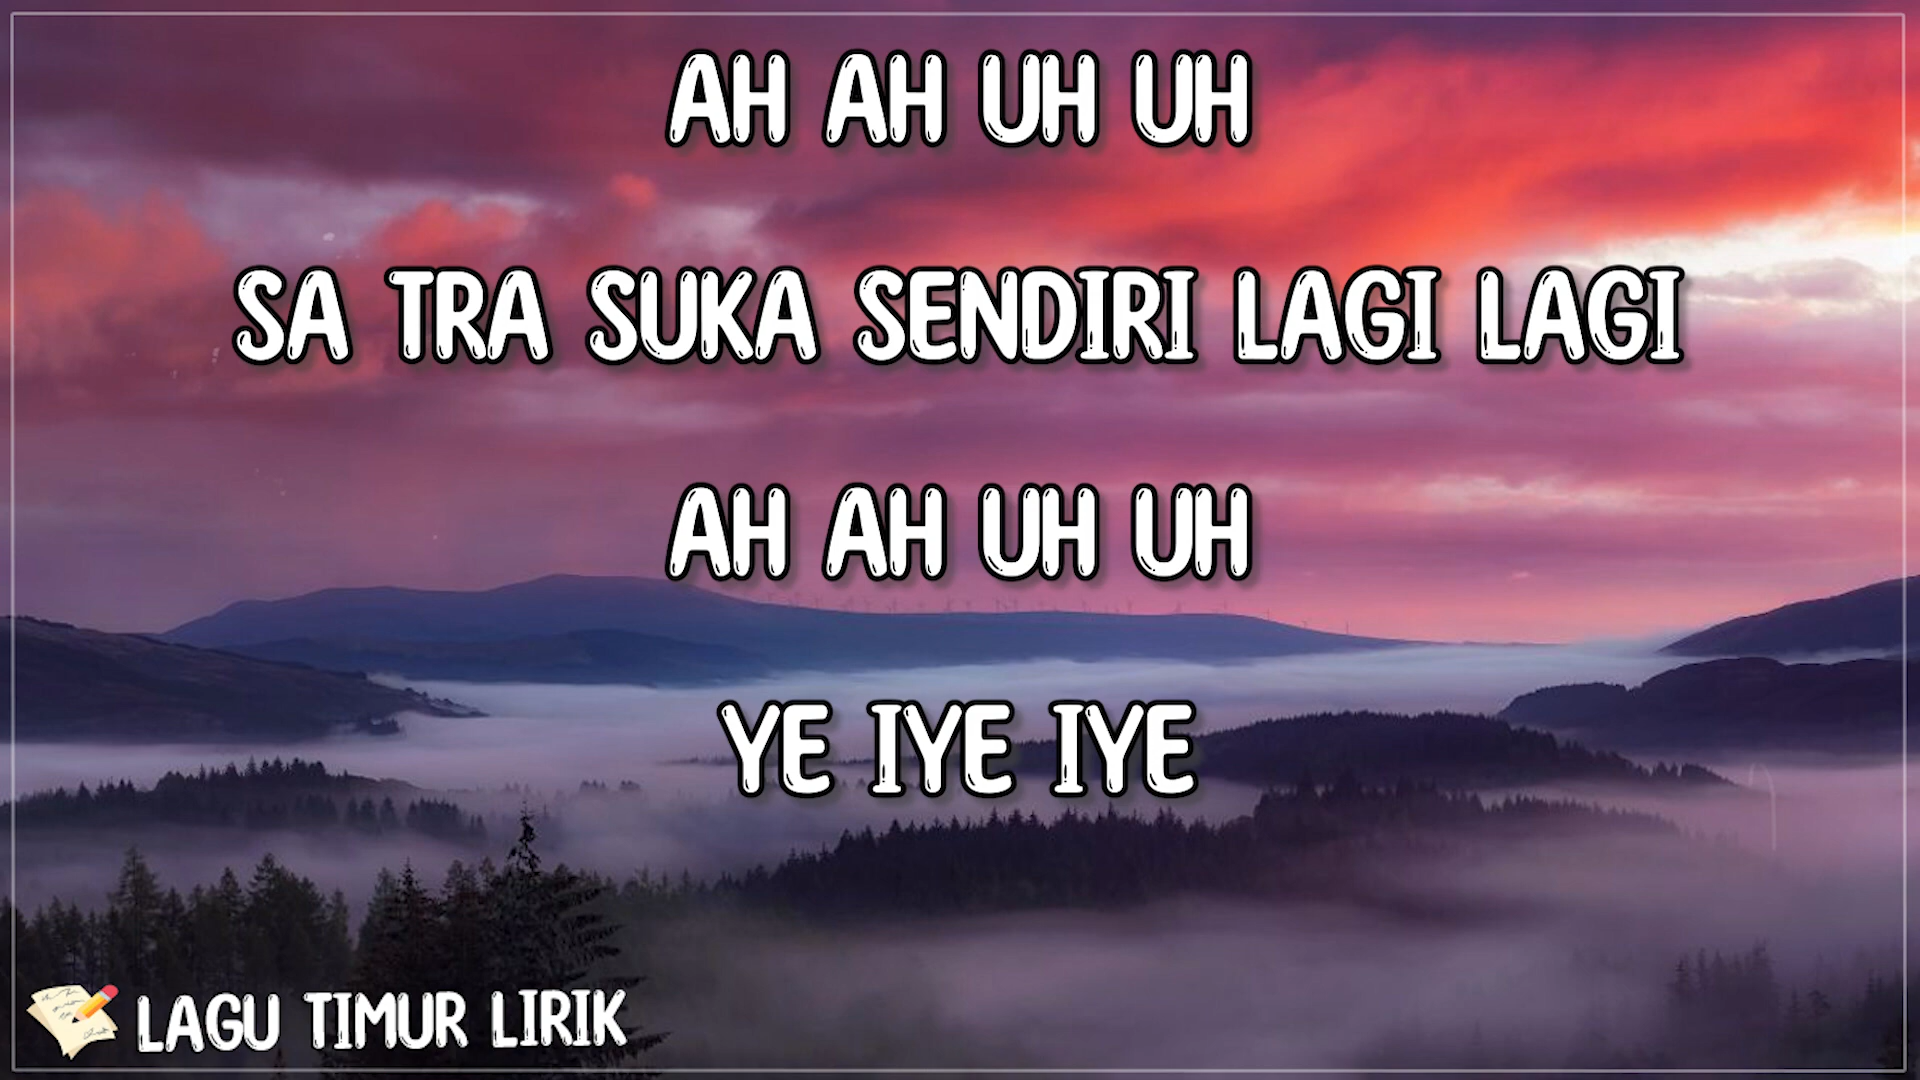 AH AH UH UH
SA TRA SUKA SENDIRI LAGI LAGI
AH AH UH UH
YE IYE IYE
LAGU TIMUR LIRIK